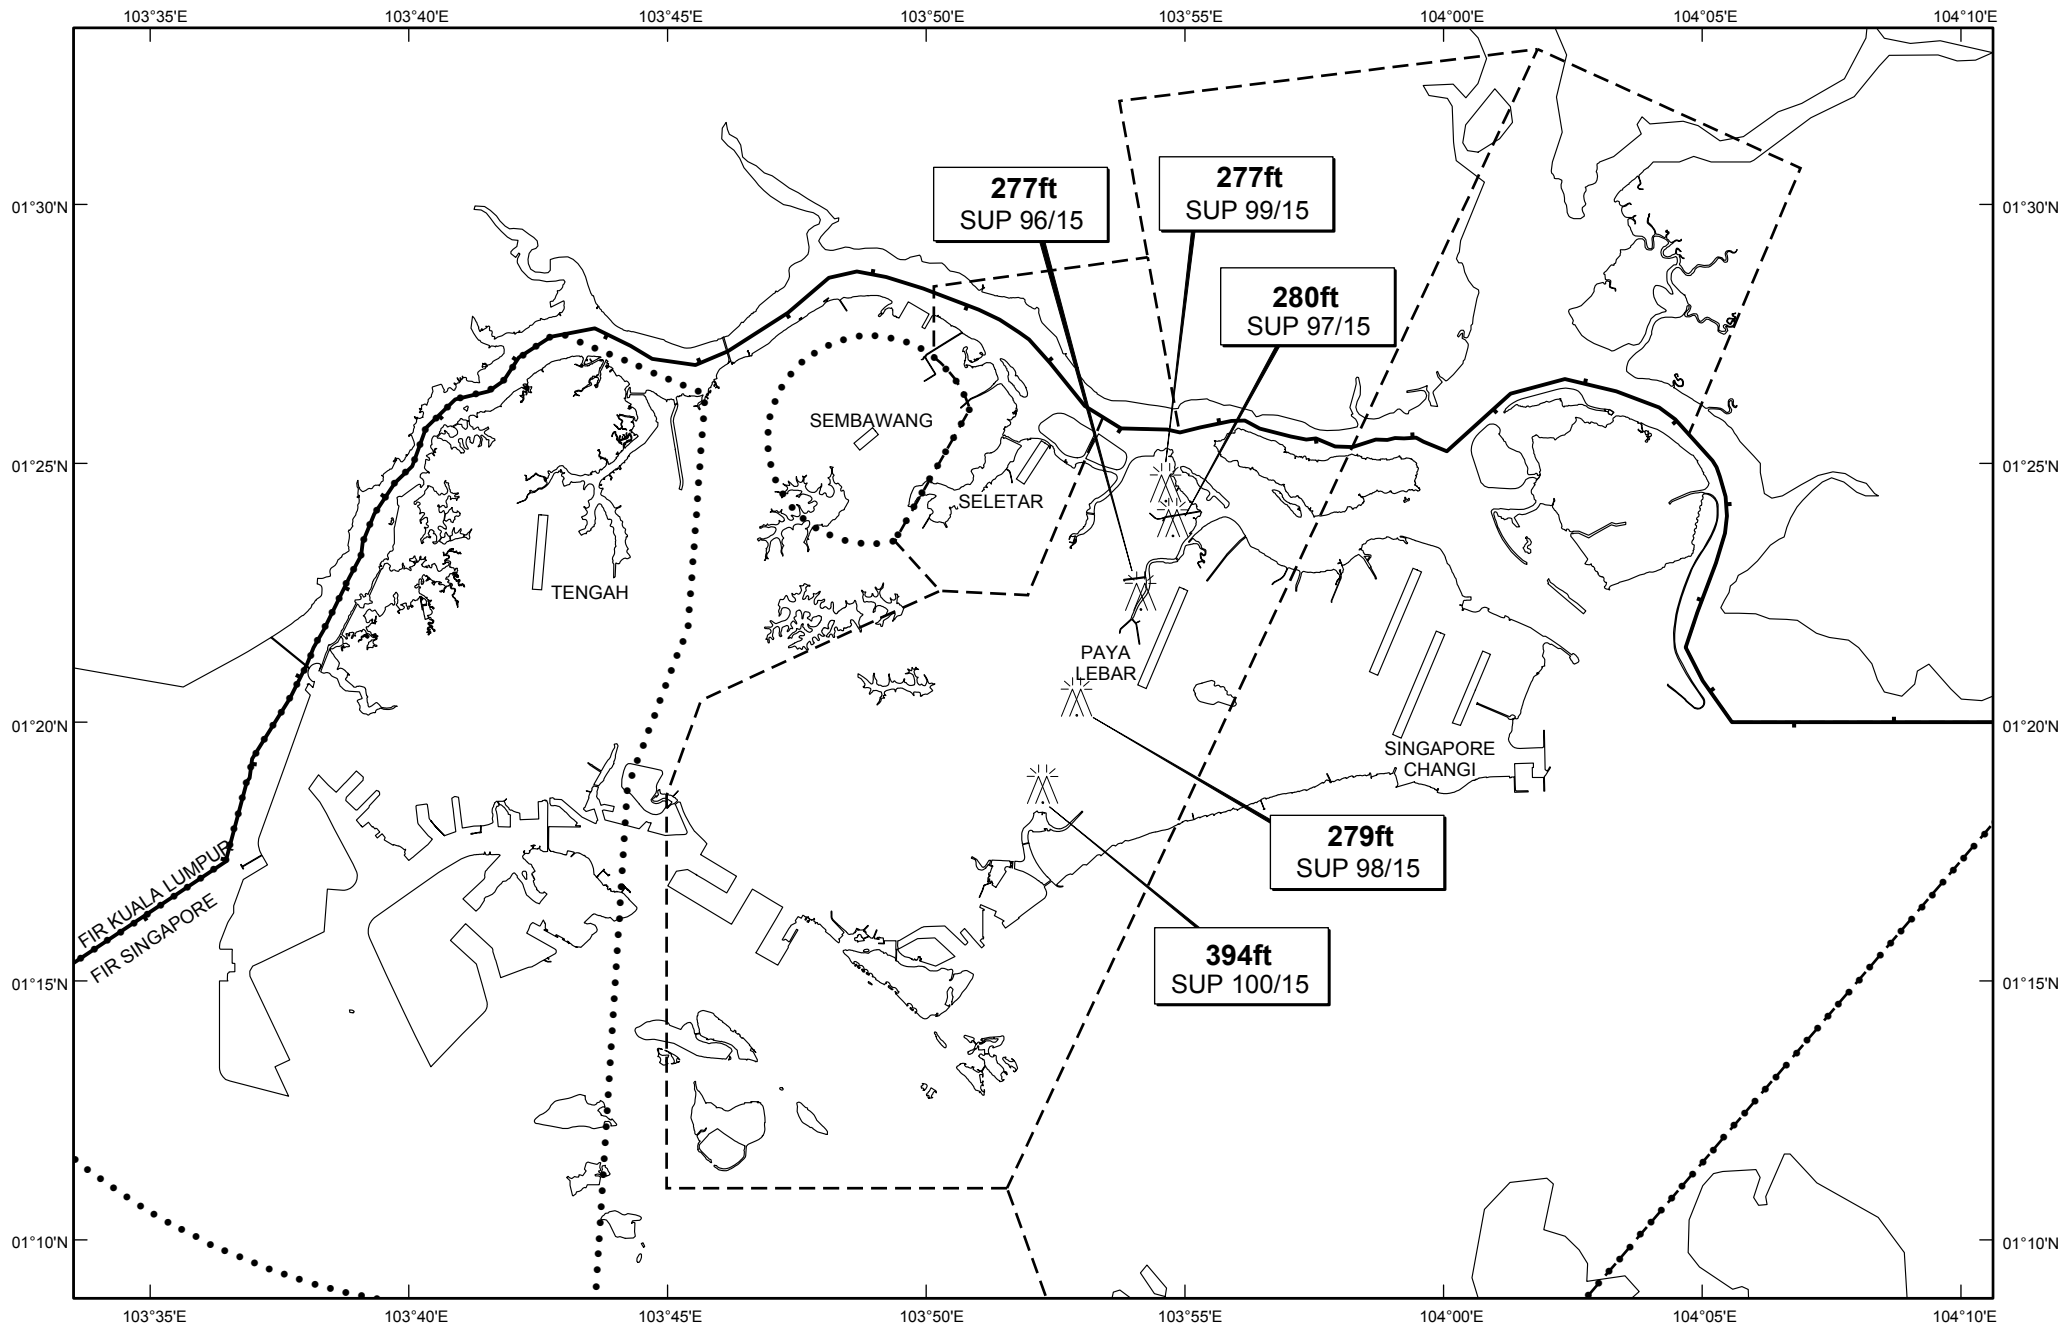 103°35'E
103°40'E
103°45'E
103°50'E
103°55'E
104°00'E
104°05'E
104°10'E
277ft
SUP 96/15
277ft
SUP 99/15
01°30'N
01°30'N
280ft
SUP 97/15
SEMBAWANG
01°25'N
01°25'N
SELETAR
TENGAH
PAYA
LEBAR
01°20'N
01°20'N
SINGAPORE
CHANGI
279ft
SUP 98/15
FIR KUALA LUMPUR
FIR SINGAPORE
394ft
SUP 100/15
01°15'N
01°15'N
01°10'N
01°10'N
103°35'E
103°40'E
103°45'E
103°50'E
103°55'E
104°00'E
104°05'E
104°10'E